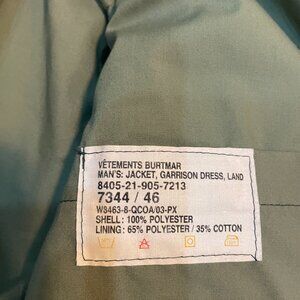 VÊTEMENTS BURTMAR
MAN'S: JACKET, GARRISON DRESS, LAND
8405-21-905-7213
7344 / 46
W8463-8-QCOA/03-PX
SHELL: 100% POLYESTER
LINING: 65% POLYESTER / 35% COTTON